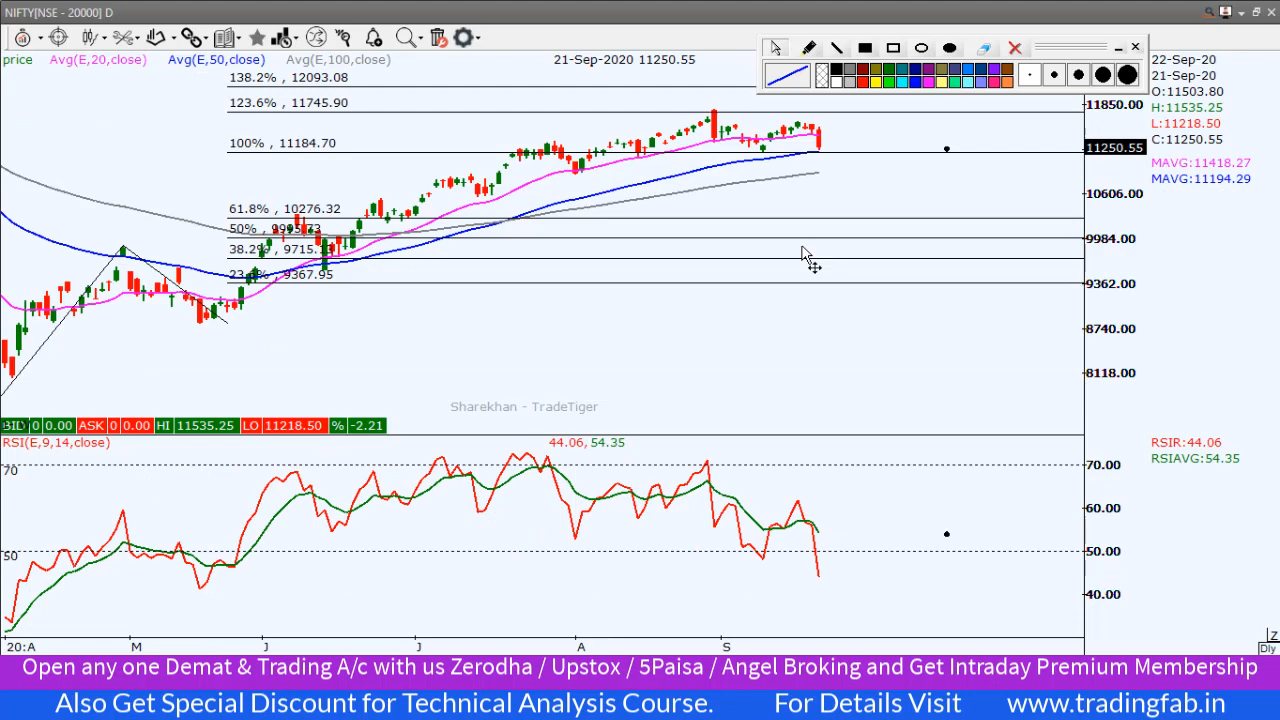 NIFTY[NSE - 20000] D
price Avg(E,20,close) Avg(E,50,close) Avg(E,100,close) 21-Sep-2020 11250.55
22-Sep-20
21-Sep-20
O:11503.80
H:11535.25
L:11218.50
C:11250.55
MAVG:11418.27
MAVG:11194.29
138.2% , 12093.08
123.6% , 11745.90
100% , 11184.70
61.8% , 10276.32
50% , 9995.73
38.2% , 9715.13
23.6% , 9367.95
11850.00
11250.55
10606.00
9984.00
9362.00
8740.00
8118.00
Sharekhan - TradeTiger
BID 0 0.00 ASK 0 0.00 HI 11535.25 LO 11218.50 % -2.21
RSI(E,9,14,close) 44.06, 54.35
RSIR:44.06
RSIAVG:54.35
70
50
70.00
60.00
50.00
40.00
20:A M J J A S
Z
Dly
Open any one Demat & Trading A/c with us Zerodha / Upstox / 5Paisa / Angel Broking and Get Intraday Premium Membership
Also Get Special Discount for Technical Analysis Course. For Details Visit www.tradingfab.in